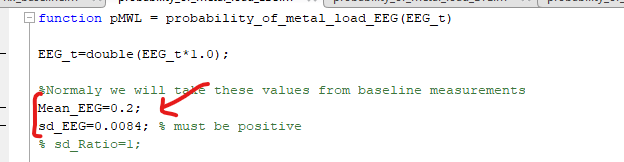 function pMWL = probability_of_metal_load_EEG(EEG_t)
EEG_t=double(EEG_t*1.0);
%Normaly we will take these values from baseline measurements
Mean_EEG=0.2;
sd_EEG=0.0084; % must be positive
% sd_Ratio=1;